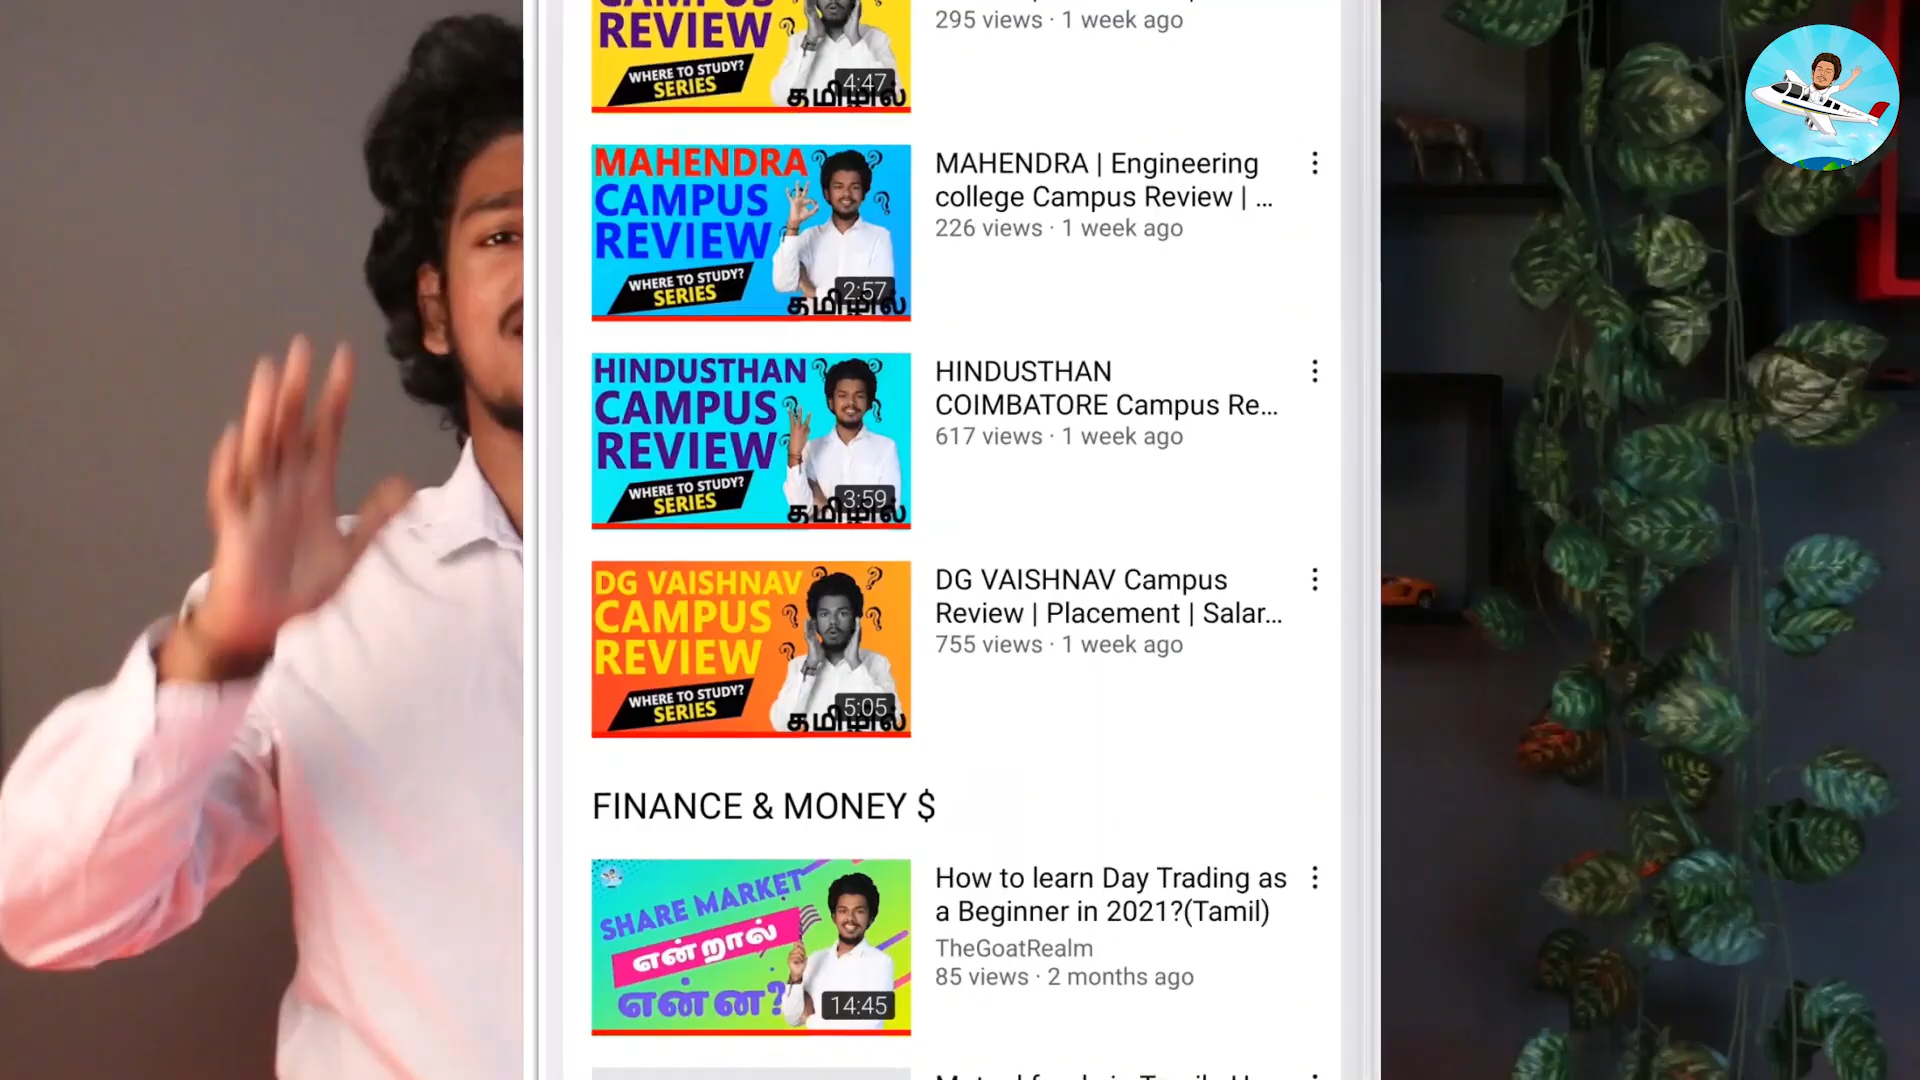 REVIEW
WHERE TO STUDY?
SERIES
4:47
தமிழில்
295 views · 1 week ago
MAHENDRA
CAMPUS
REVIEW
WHERE TO STUDY?
SERIES
2:57
தமிழில்
MAHENDRA | Engineering
college Campus Review | ...
226 views · 1 week ago
HINDUSTHAN
CAMPUS
REVIEW
WHERE TO STUDY?
SERIES
3:59
தமிழில்
HINDUSTHAN
COIMBATORE Campus Re...
617 views · 1 week ago
DG VAISHNAV
CAMPUS
REVIEW
WHERE TO STUDY?
SERIES
5:05
தமிழில்
DG VAISHNAV Campus
Review | Placement | Salar...
755 views · 1 week ago
FINANCE & MONEY $
SHARE MARKET
என்றால்
என்ன?
14:45
How to learn Day Trading as
a Beginner in 2021?(Tamil)
TheGoatRealm
85 views · 2 months ago